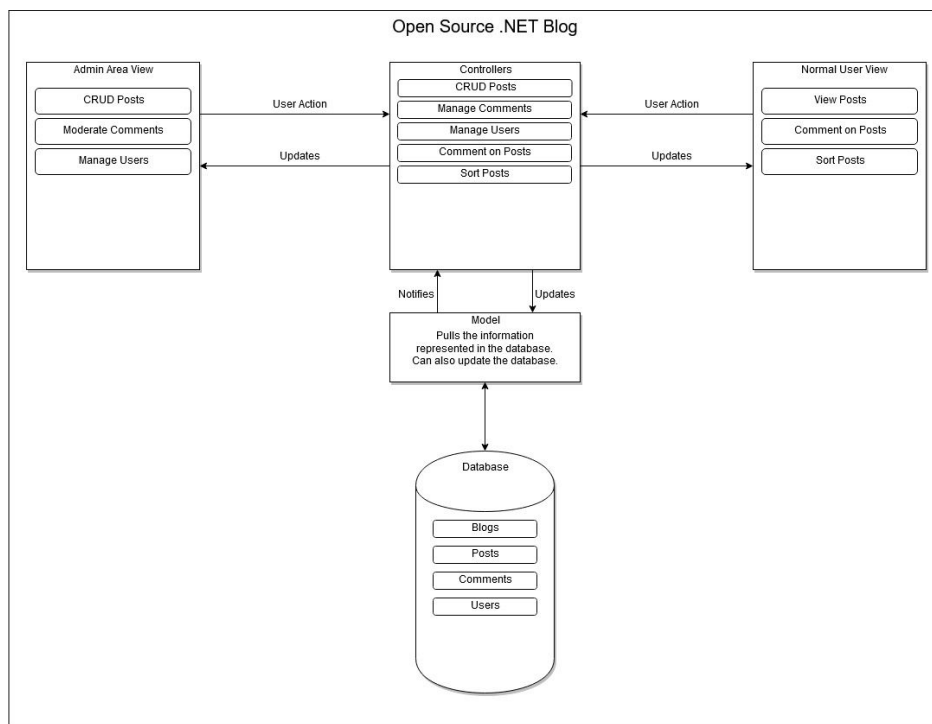 Open Source .NET Blog
Admin Area View
CRUD Posts
Moderate Comments
Manage Users
User Action
Updates
Controllers
CRUD Posts
Manage Comments
Manage Users
Comment on Posts
Sort Posts
User Action
Updates
Normal User View
View Posts
Comment on Posts
Sort Posts
Notifies
Updates
Model
Pulls the information
represented in the database.
Can also update the database.
Database
Blogs
Posts
Comments
Users